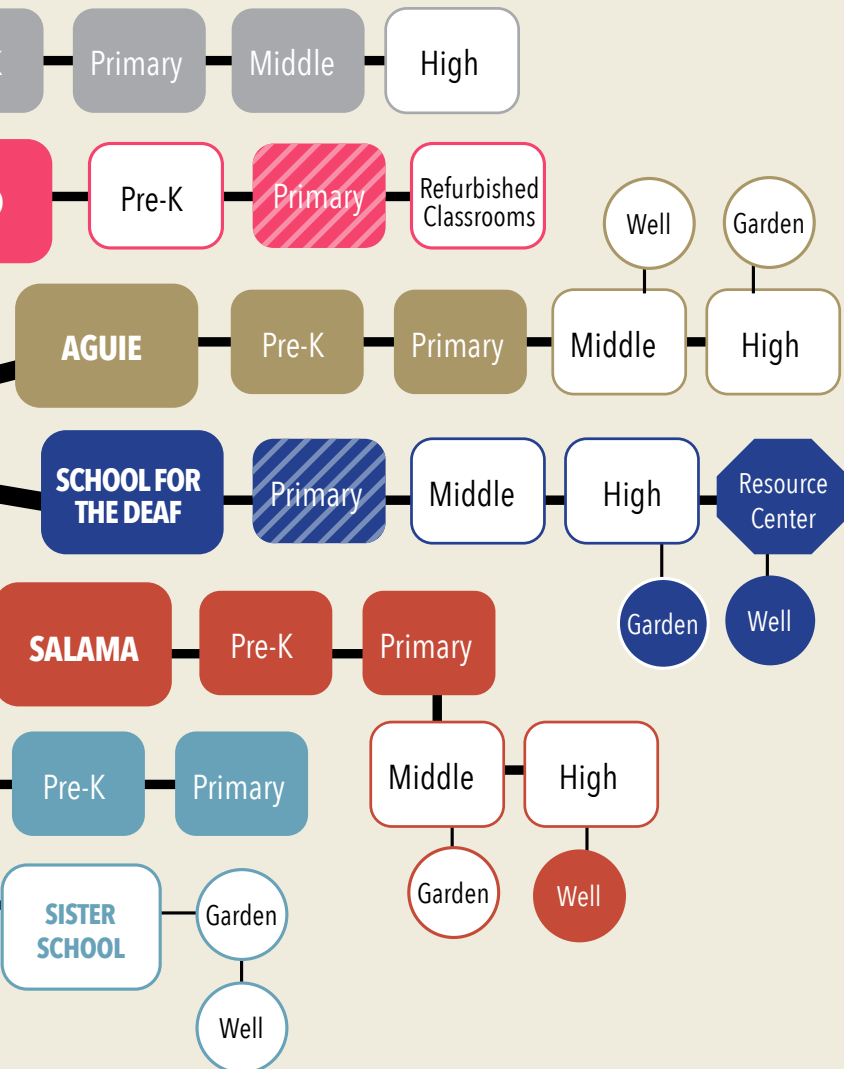 Primary
Middle
High
Pre-K
Primary
Refurbished
Classrooms
Well
Garden
AGUIE
Pre-K
Primary
Middle
High
SCHOOL FOR
THE DEAF
Primary
Middle
High
Resource
Center
Garden
Well
SALAMA
Pre-K
Primary
Middle
High
Garden
Well
Pre-K
Primary
SISTER
SCHOOL
Garden
Well